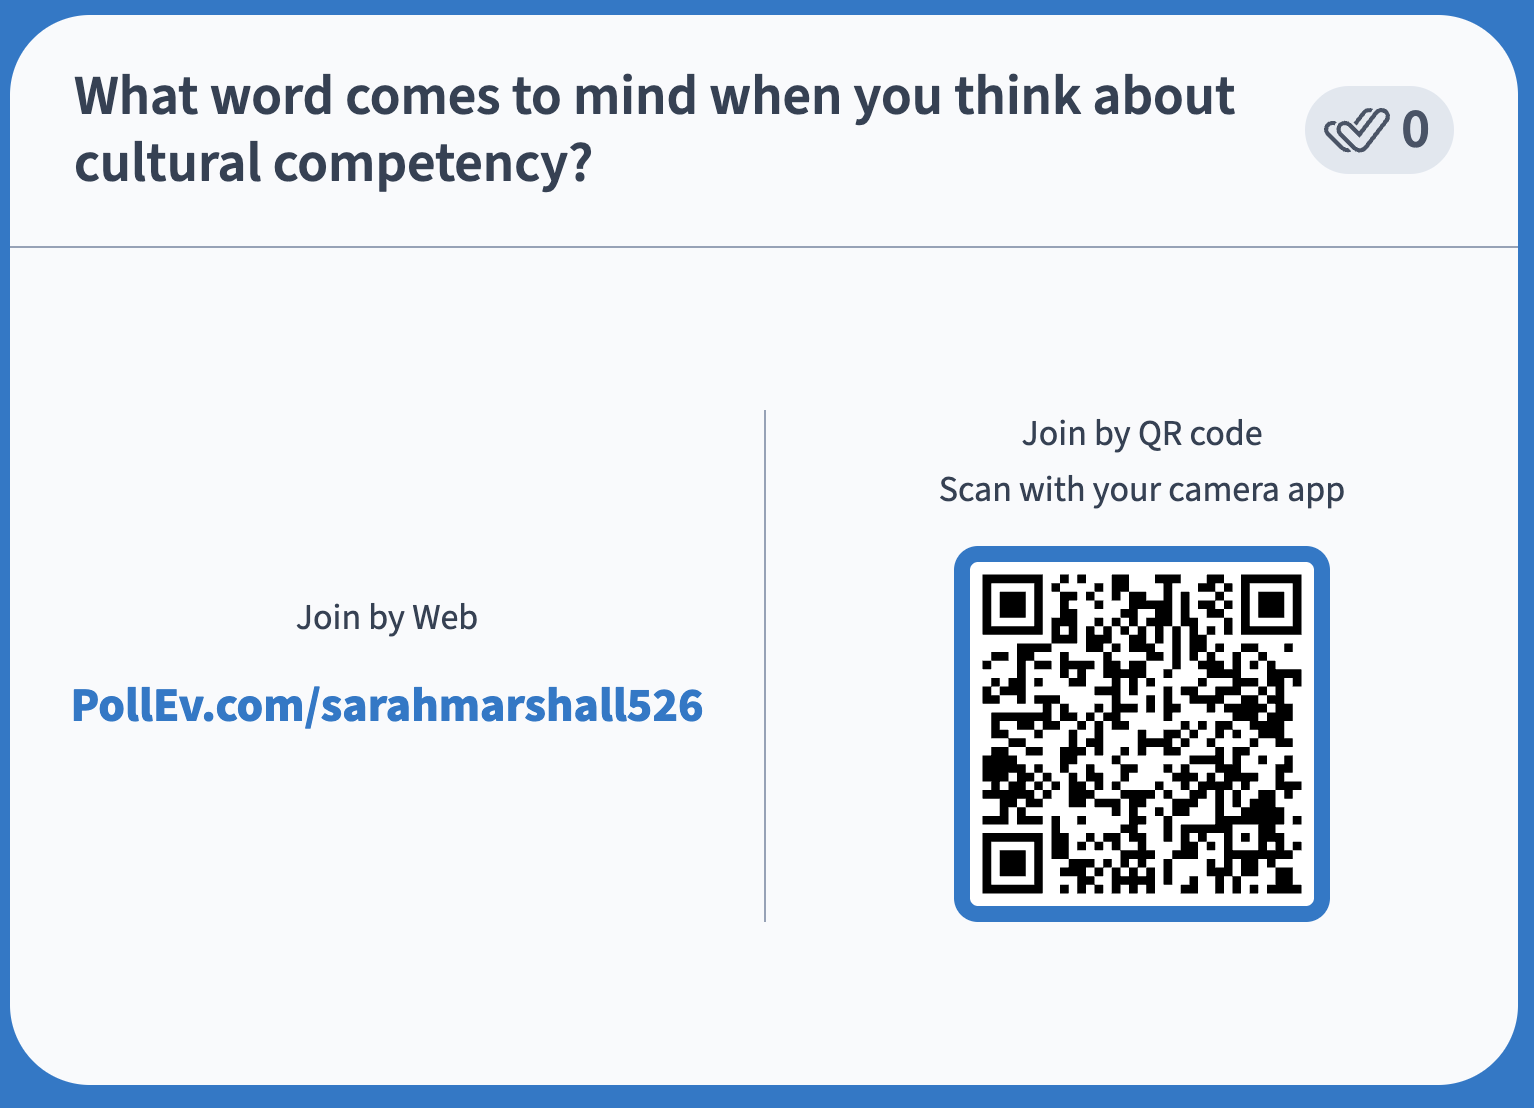 What word comes to mind when you think about
cultural competency?
0
Join by Web
PollEv.com/sarahmarshall526
Join by QR code
Scan with your camera app